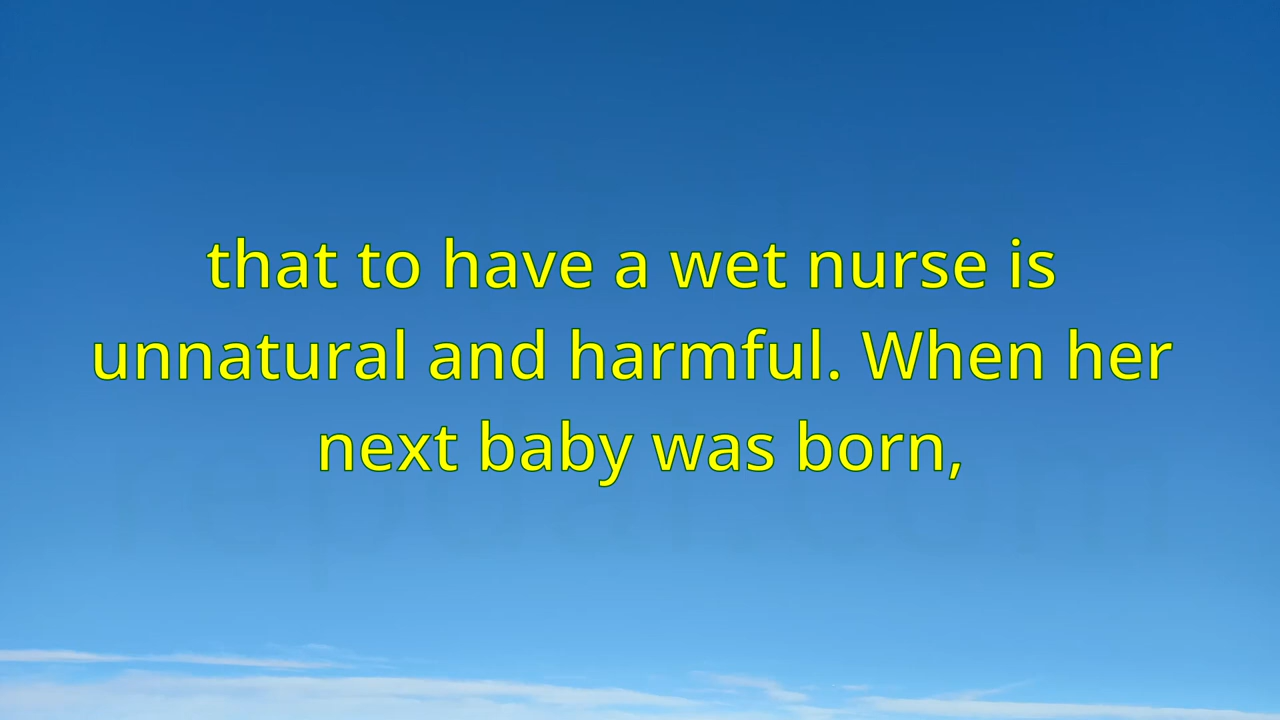 that to have a wet nurse is
unnatural and harmful. When her
next baby was born,